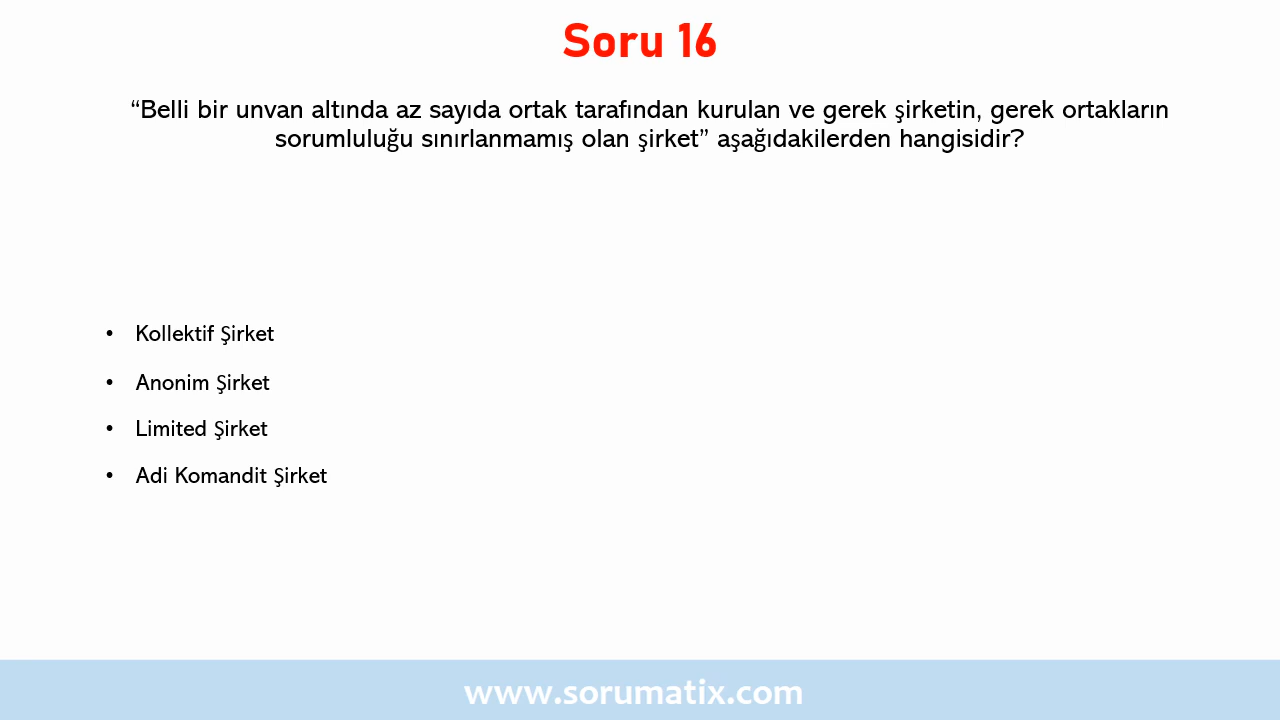 Soru 16
“Belli bir unvan altında az sayıda ortak tarafından kurulan ve gerek şirketin, gerek ortakların
sorumluluğu sınırlanmamış olan şirket” aşağıdakilerden hangisidir?
• Kollektif Şirket
• Anonim Şirket
• Limited Şirket
• Adi Komandit Şirket
www.sorumatix.com